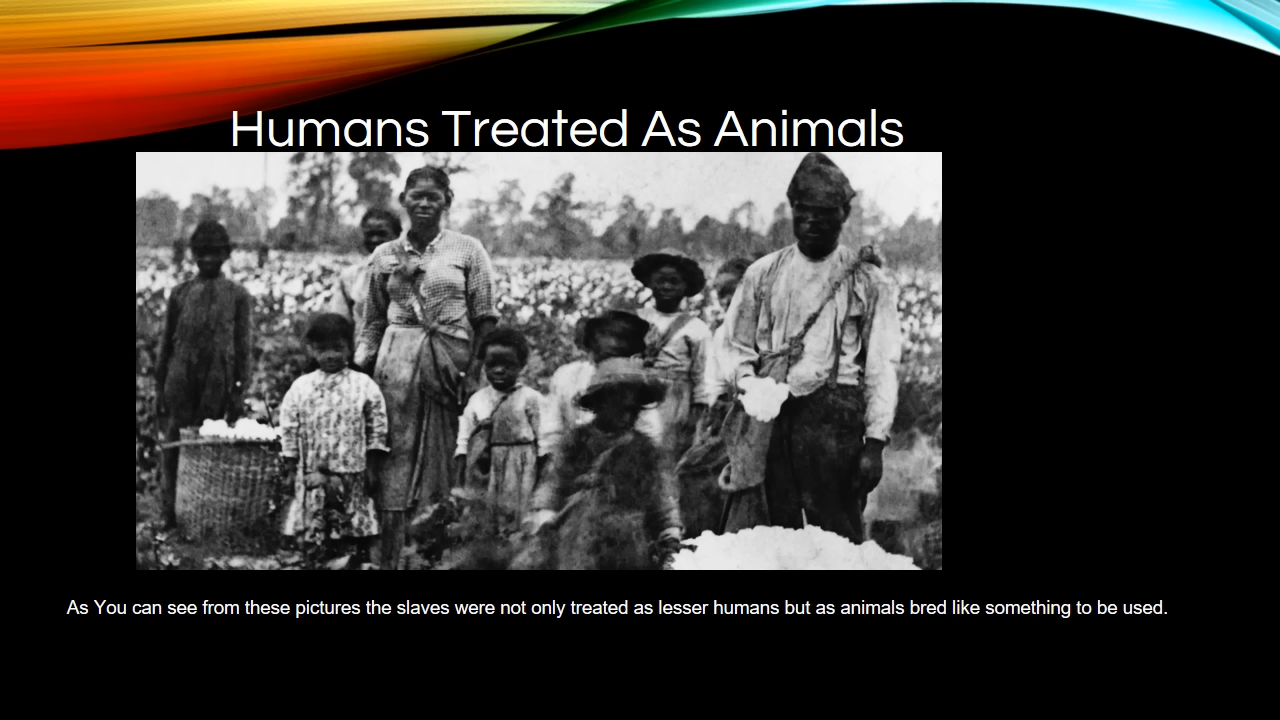 Humans Treated As Animals
As You can see from these pictures the slaves were not only treated as lesser humans but as animals bred like something to be used.